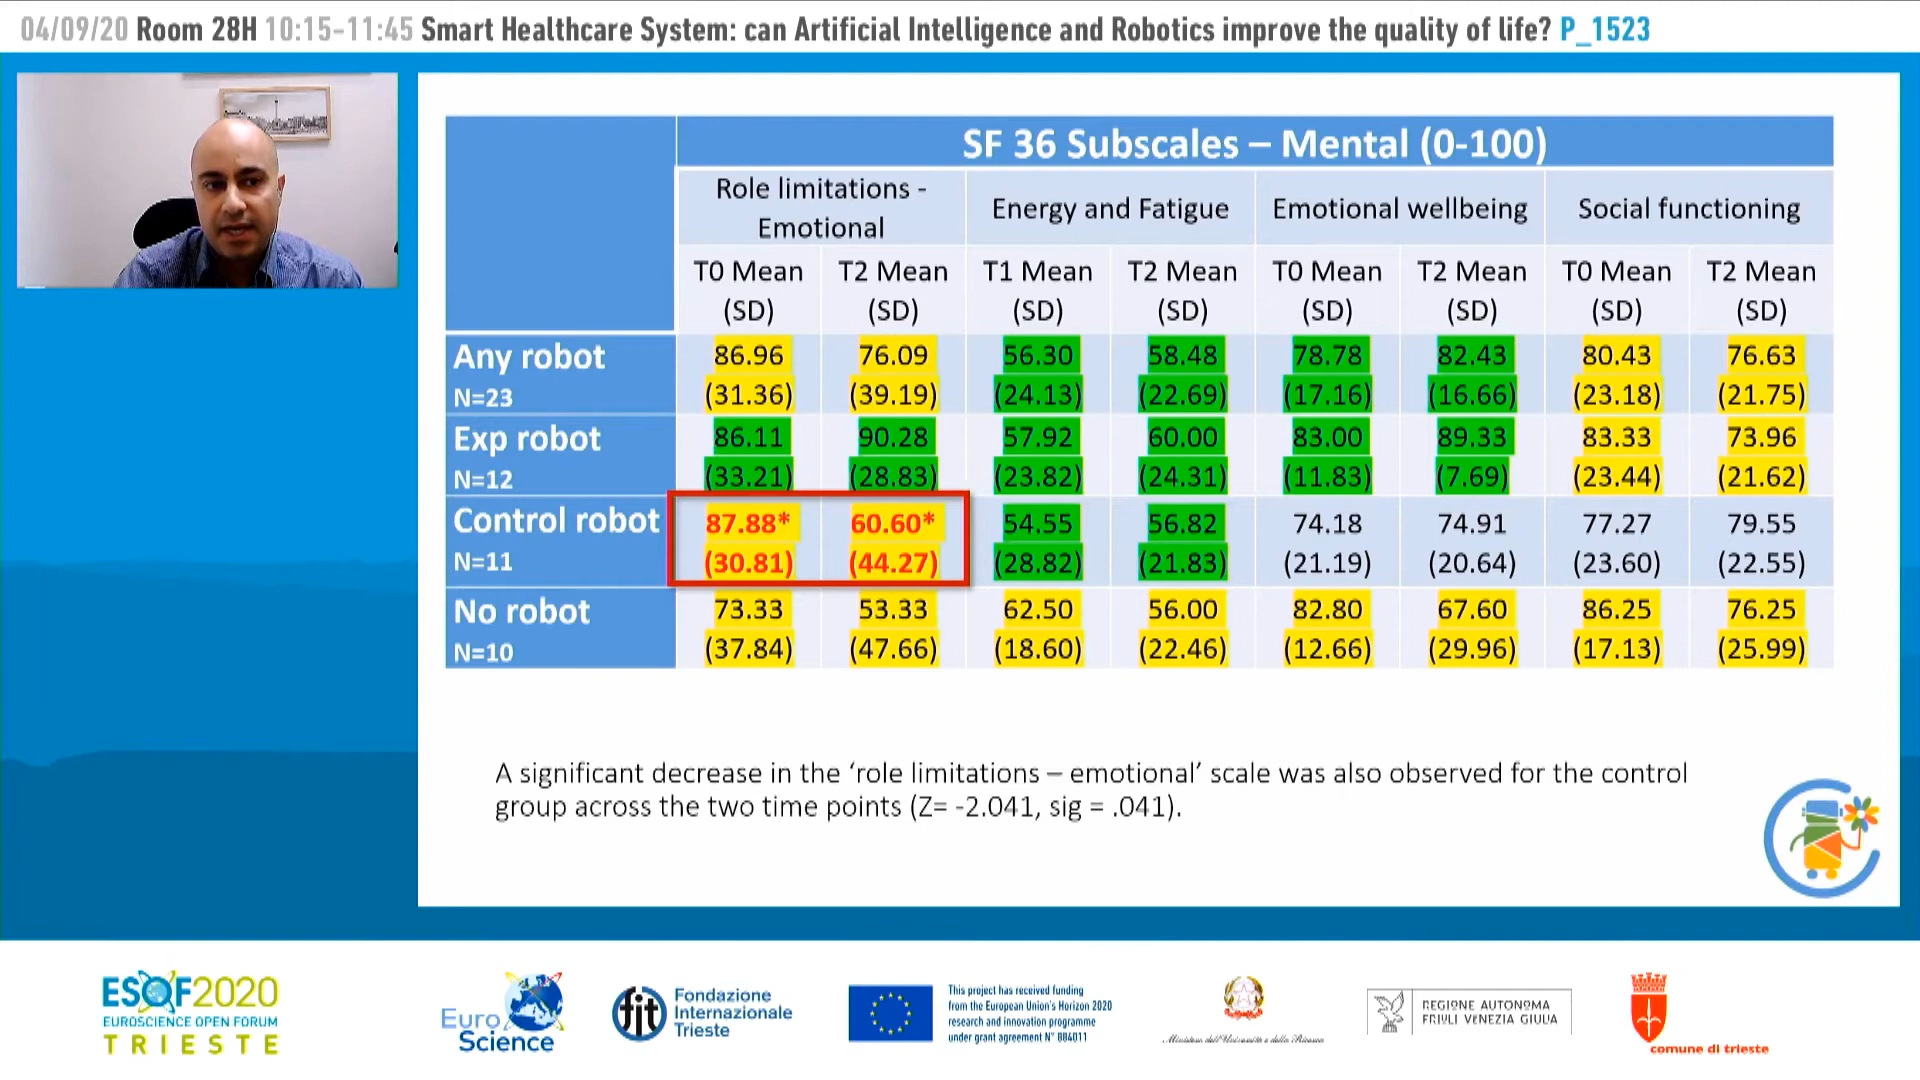 04/09/20 Room 28H 10:15-11:45 Smart Healthcare System: can Artificial Intelligence and Robotics improve the quality of life? P_1523
SF 36 Subscales – Mental (0-100)
Role limitations -
Emotional
Energy and Fatigue
Emotional wellbeing
Social functioning
T0 Mean (SD) T2 Mean (SD) T1 Mean (SD) T2 Mean (SD) T0 Mean (SD) T2 Mean (SD) T0 Mean (SD) T2 Mean (SD)
Any robot 86.96 76.09 56.30 58.48 78.78 82.43 80.43 76.63
N=23 (31.36) (39.19) (24.13) (22.69) (17.16) (16.66) (23.18) (21.75)
Exp robot 86.11 90.28 57.92 60.00 83.00 89.33 83.33 73.96
N=12 (33.21) (28.83) (23.82) (24.31) (11.83) (7.69) (23.44) (21.62)
Control robot 87.88* 60.60* 54.55 56.82 74.18 74.91 77.27 79.55
N=11 (30.81) (44.27) (28.82) (21.83) (21.19) (20.64) (23.60) (22.55)
No robot 73.33 53.33 62.50 56.00 82.80 67.60 86.25 76.25
N=10 (37.84) (47.66) (18.60) (22.46) (12.66) (29.96) (17.13) (25.99)
A significant decrease in the ‘role limitations – emotional’ scale was also observed for the control
group across the two time points (Z= -2.041, sig = .041).
ESOF2020
EUROSCIENCE OPEN FORUM
TRIESTE
Euro
Science
fit
Fondazione
Internazionale
Trieste
This project has received funding
from the European Union's Horizon 2020
research and innovation programme
under grant agreement N° 884011
Ministero dell'Università e della Ricerca
REGIONE AUTONOMA
FRIULI VENEZIA GIULIA
comune di trieste